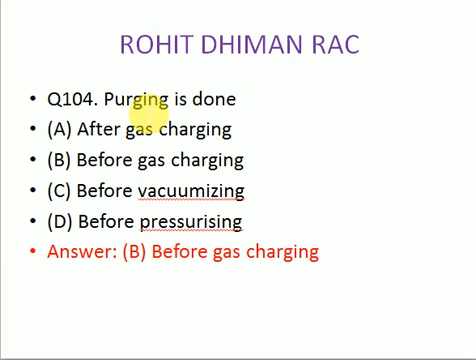 ROHIT DHIMAN RAC
• Q104. Purging is done
• (A) After gas charging
• (B) Before gas charging
• (C) Before vacuumizing
• (D) Before pressurising
• Answer: (B) Before gas charging